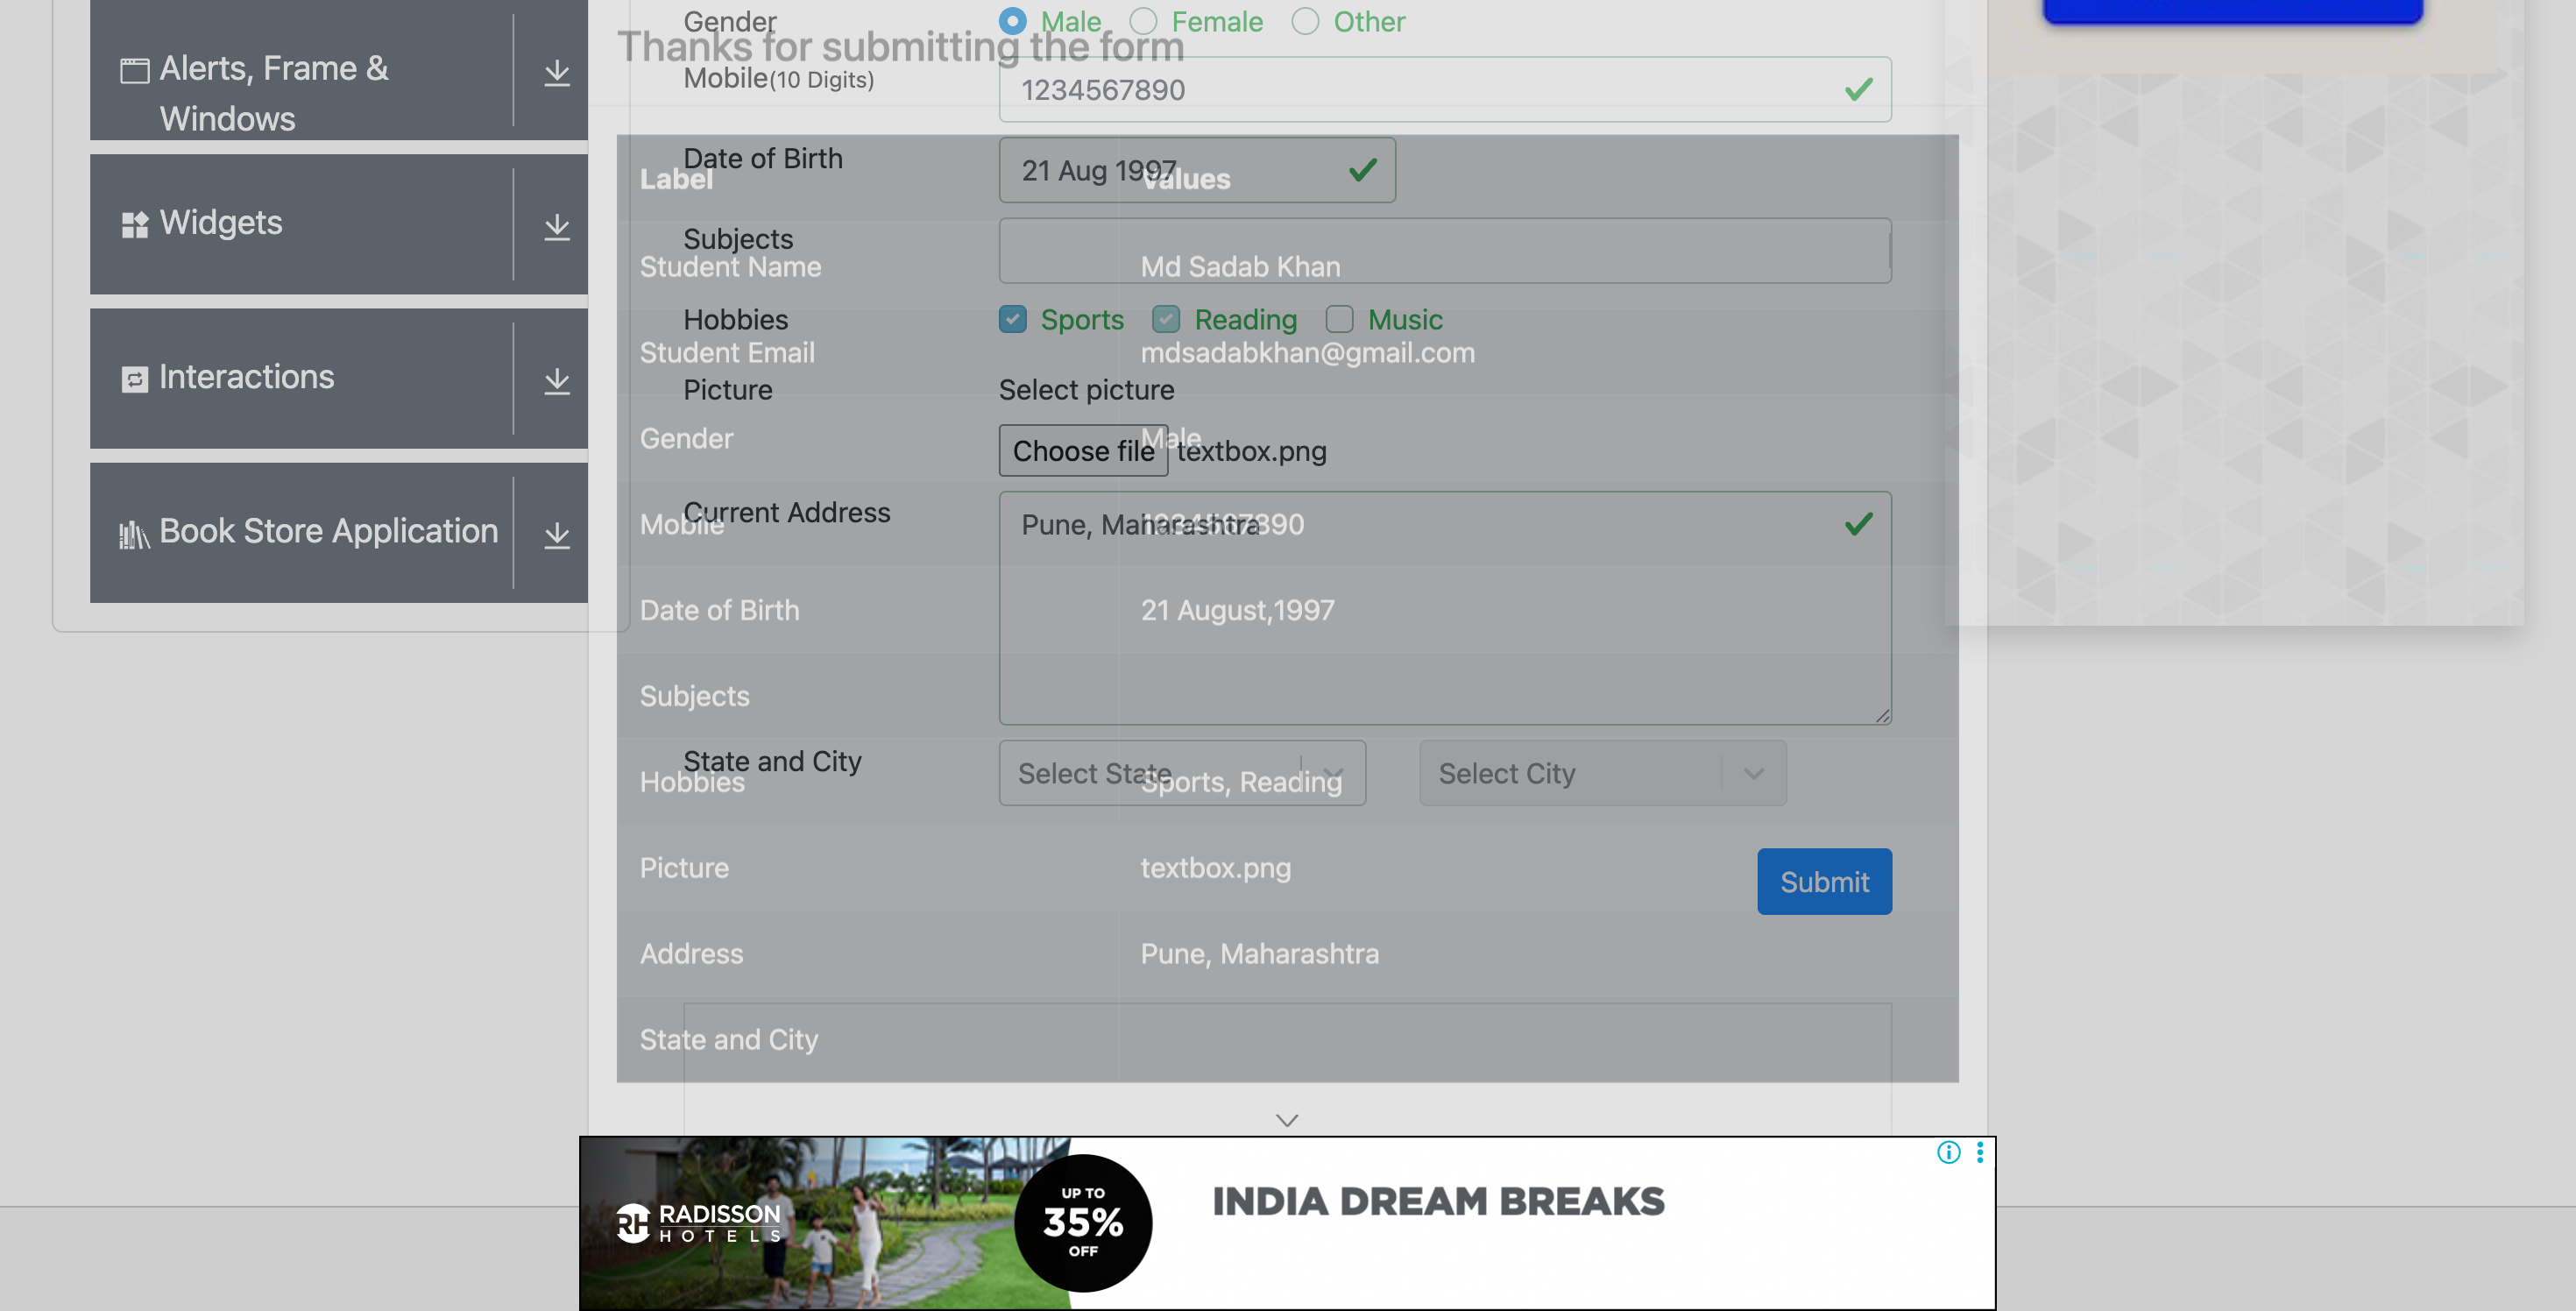 Alerts, Frame &
Windows
Widgets
Interactions
Book Store Application
Gender Male Female Other
Thanks for submitting the form
Mobile(10 Digits) 1234567890
Date of Birth 21 Aug 1997
Label Values
Subjects
Student Name Md Sadab Khan
Hobbies Sports Reading Music
Student Email mdsadabkhan@gmail.com
Picture Select picture
Gender Male
Choose file textbox.png
Current Address Pune, Maharashtra
Mobile 1234567890
Date of Birth 21 August,1997
Subjects
State and City Select State Select City
Hobbies Sports, Reading
Picture textbox.png
Submit
Address Pune, Maharashtra
State and City
RADISSON
HOTELS
UP TO
35%
OFF
INDIA DREAM BREAKS